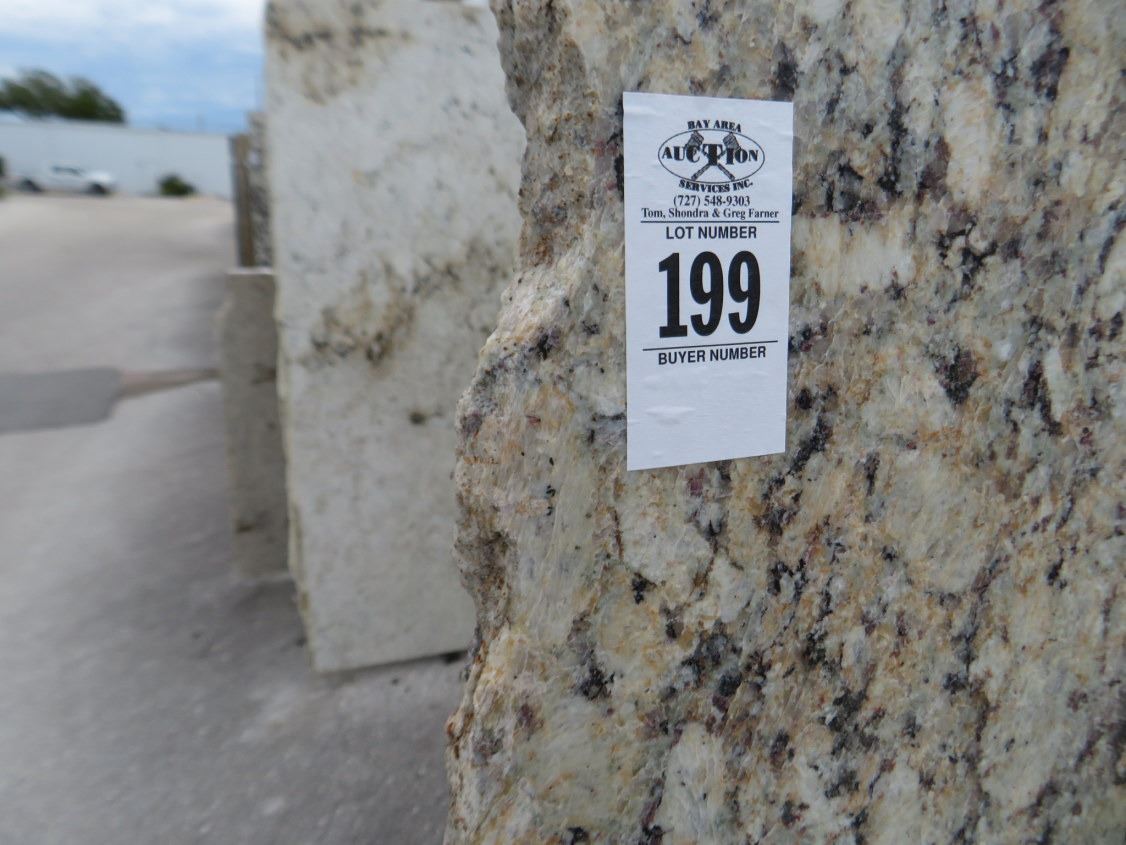 BAY AREA
AUCTION
SERVICES INC.
(727) 548-9303
Tom, Shondra & Greg Farner
LOT NUMBER
199
BUYER NUMBER